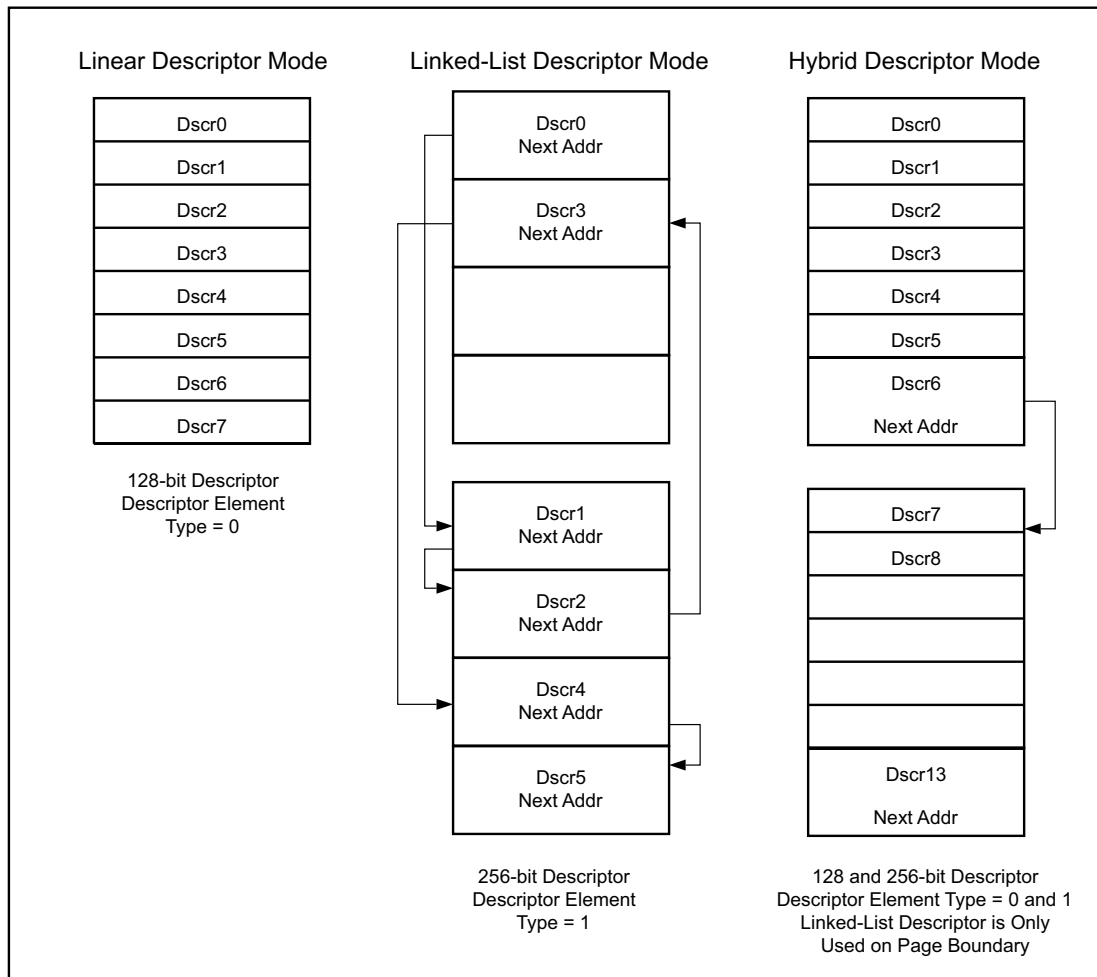 Linear Descriptor Mode
Dscr0
Dscr1
Dscr2
Dscr3
Dscr4
Dscr5
Dscr6
Dscr7
128-bit Descriptor
Descriptor Element
Type = 0
Linked-List Descriptor Mode
Dscr0
Next Addr
Dscr3
Next Addr
Dscr1
Next Addr
Dscr2
Next Addr
Dscr4
Next Addr
Dscr5
Next Addr
256-bit Descriptor
Descriptor Element
Type = 1
Hybrid Descriptor Mode
Dscr0
Dscr1
Dscr2
Dscr3
Dscr4
Dscr5
Dscr6
Next Addr
Dscr7
Dscr8
Dscr13
Next Addr
128 and 256-bit Descriptor
Descriptor Element Type = 0 and 1
Linked-List Descriptor is Only
Used on Page Boundary